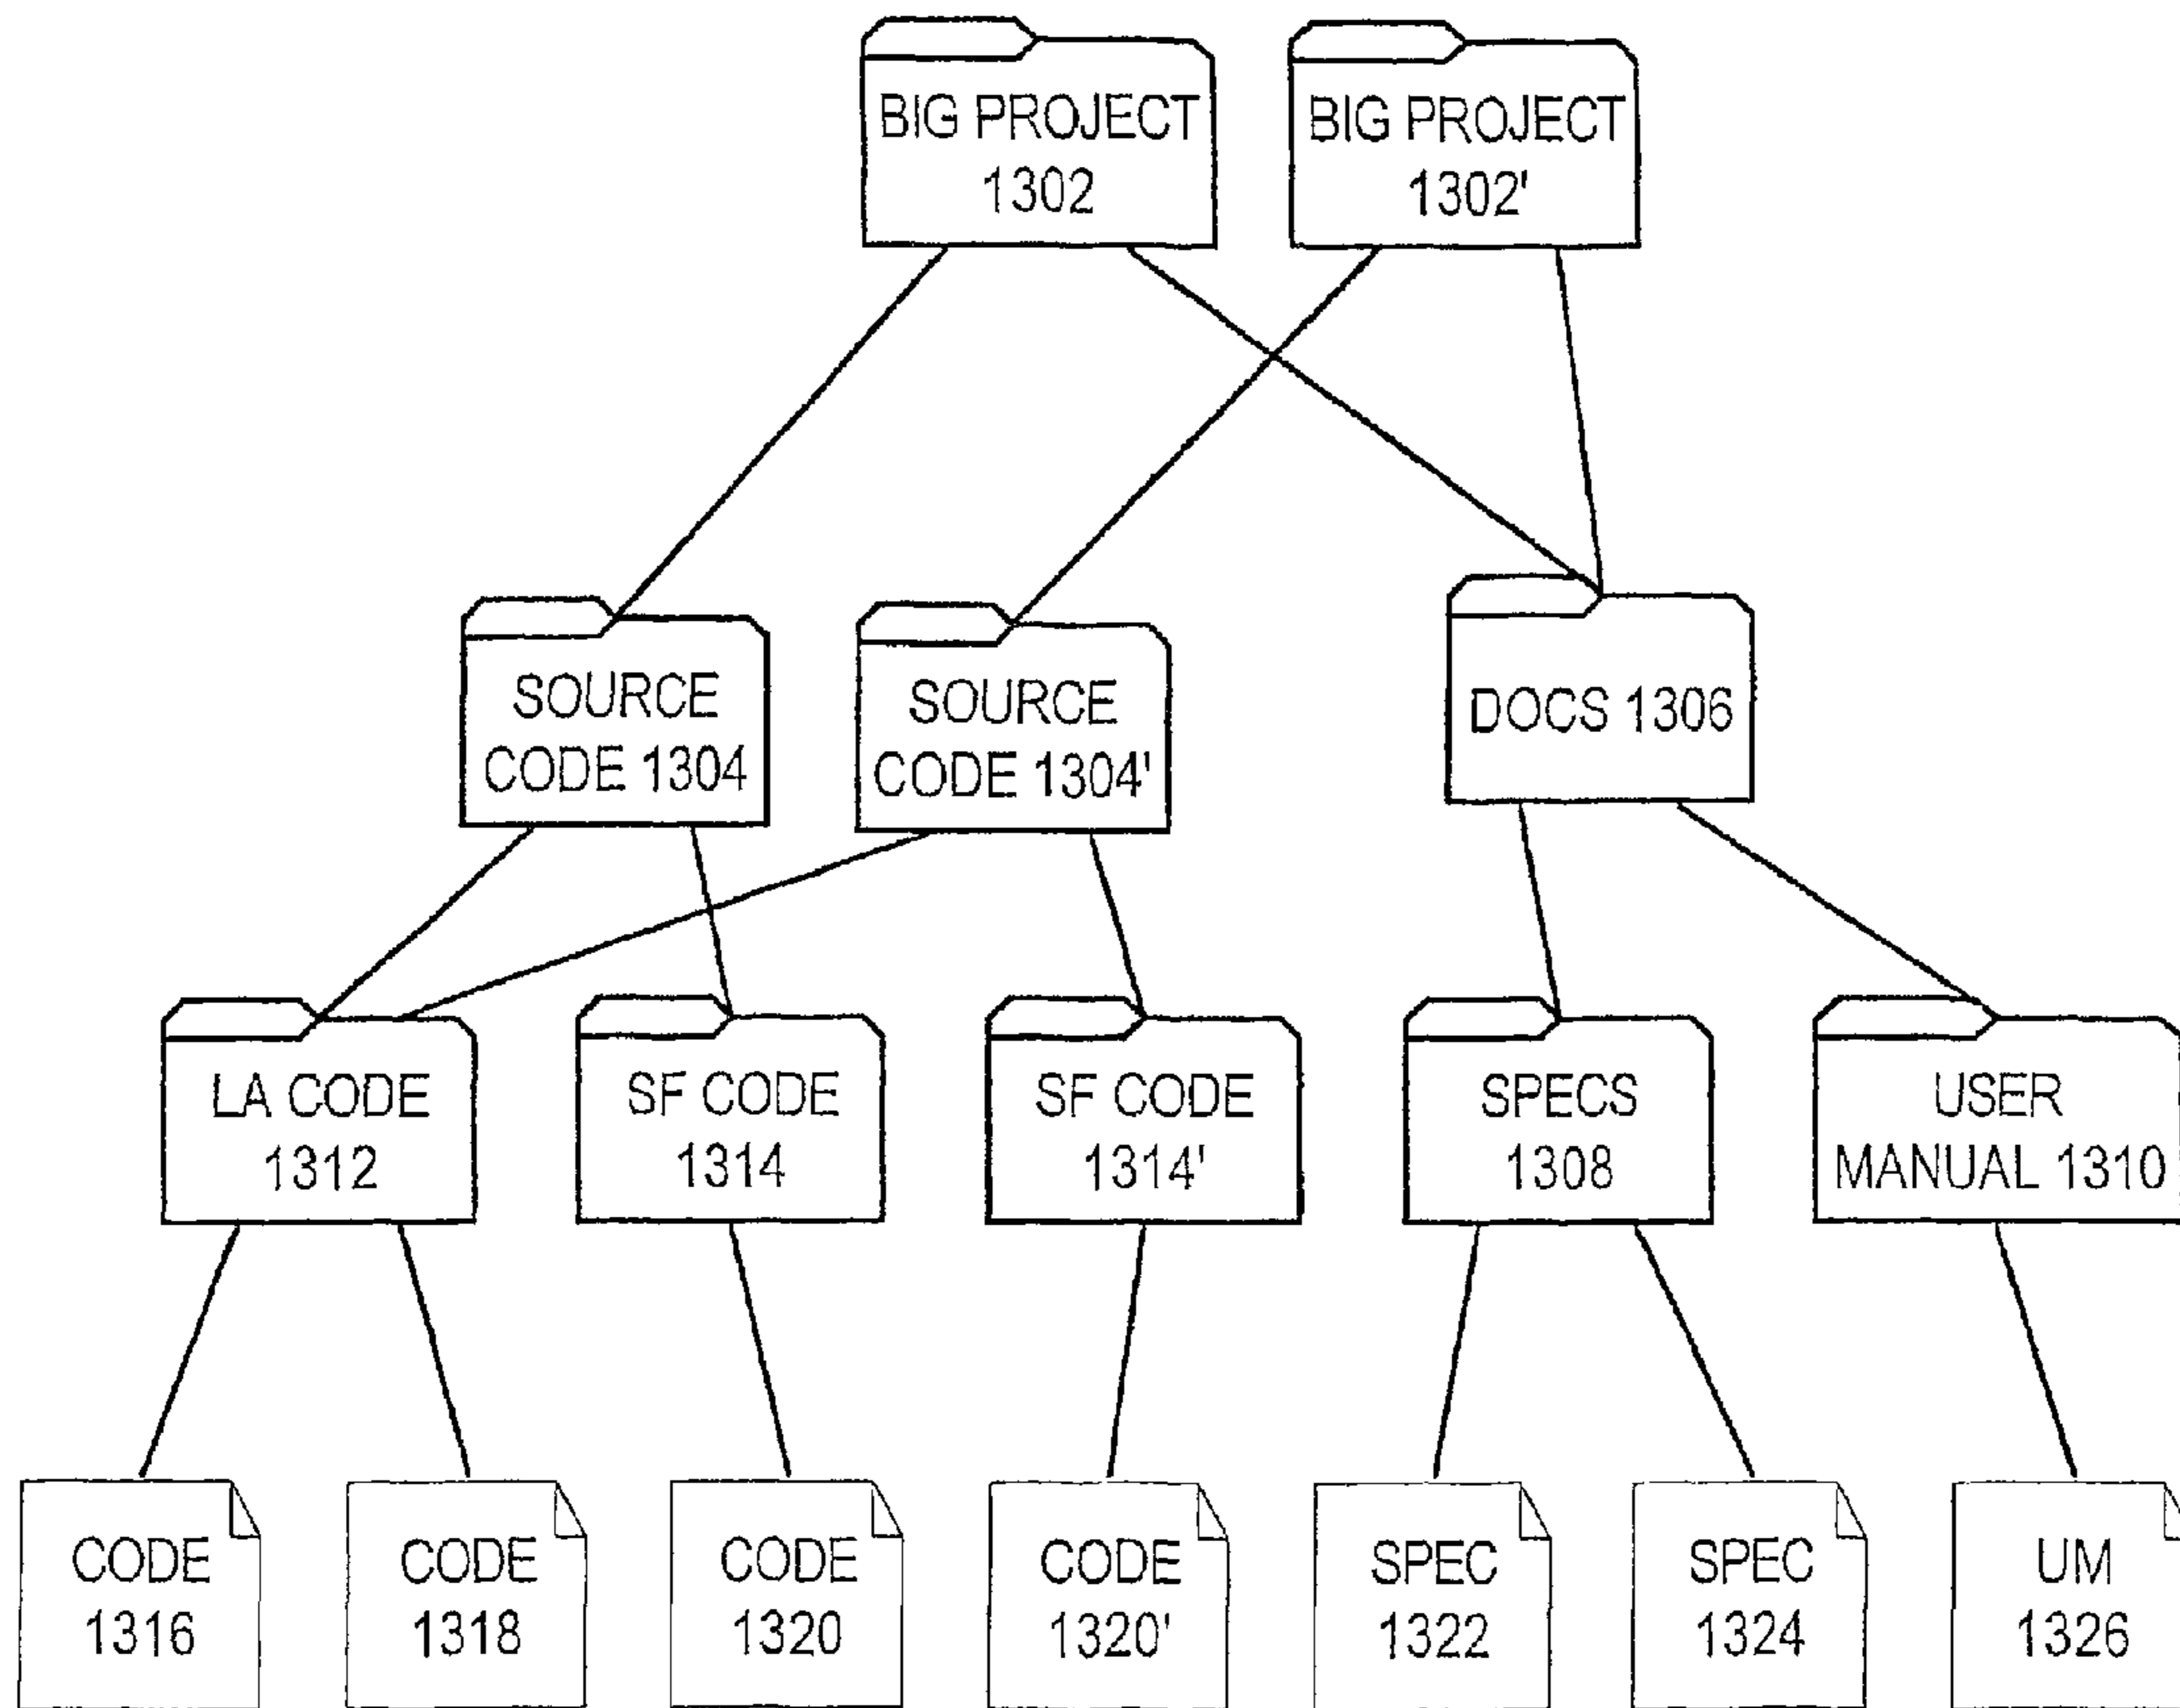 BIG PROJECT
1302
BIG PROJECT
1302'
SOURCE
CODE 1304
SOURCE
CODE 1304'
DOCS 1306
LA CODE
1312
SF CODE
1314
SF CODE
1314'
SPECS
1308
USER
MANUAL 1310
CODE
1316
CODE
1318
CODE
1320
CODE
1320'
SPEC
1322
SPEC
1324
UM
1326